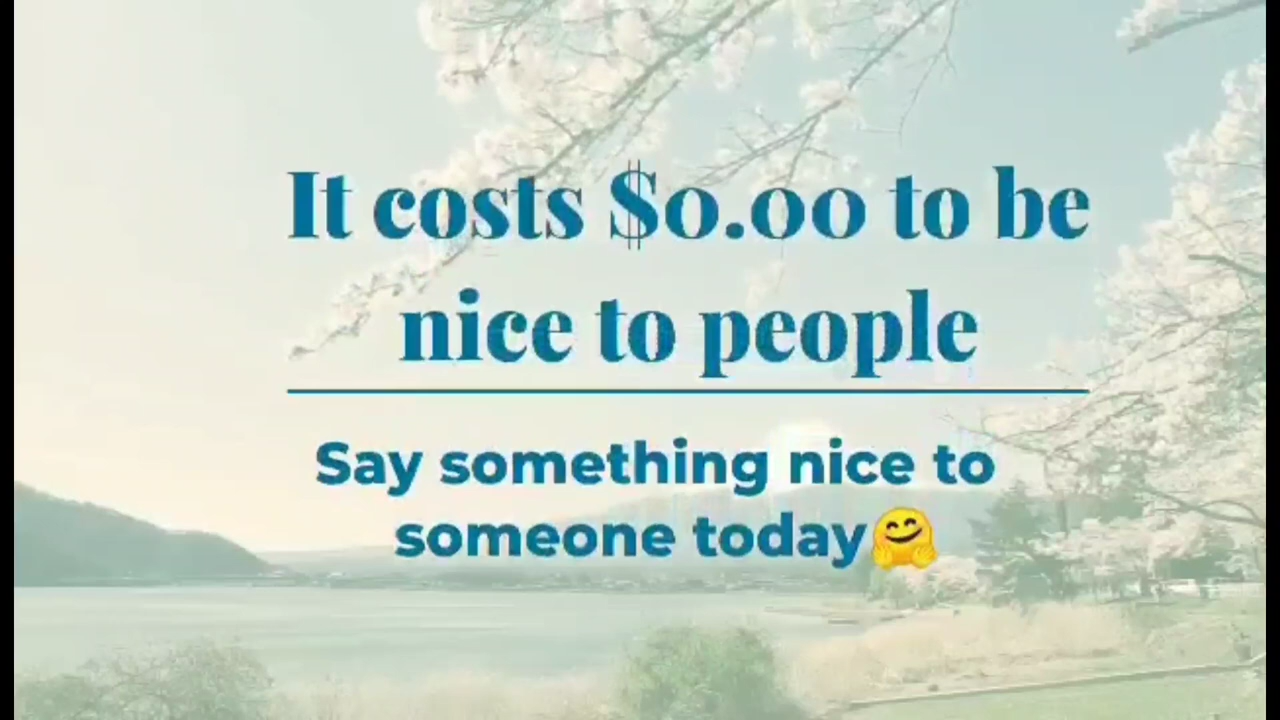 It costs $0.00 to be
nice to people
Say something nice to
someone today🤗